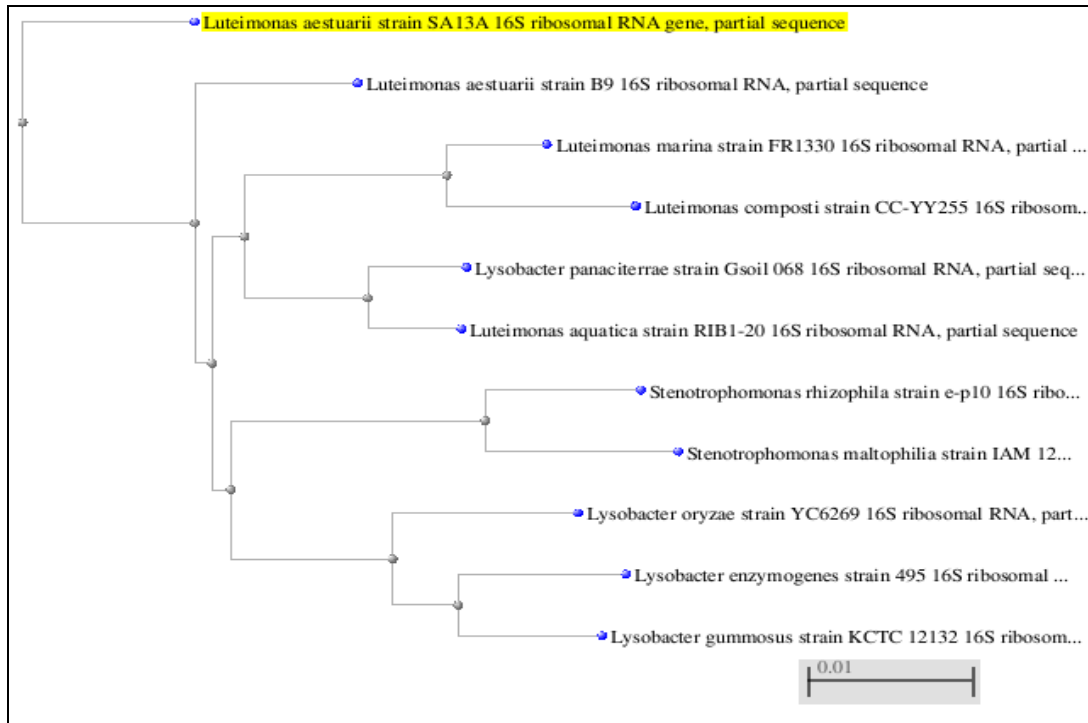 Luteimonas aestuarii strain SA13A 16S ribosomal RNA gene, partial sequence
Luteimonas aestuarii strain B9 16S ribosomal RNA, partial sequence
Luteimonas marina strain FR1330 16S ribosomal RNA, partial ...
Luteimonas composti strain CC-YY255 16S ribosom...
Lysobacter panaciterrae strain Gsoil 068 16S ribosomal RNA, partial seq...
Luteimonas aquatica strain RIB1-20 16S ribosomal RNA, partial sequence
Stenotrophomonas rhizophila strain e-p10 16S ribo...
Stenotrophomonas maltophilia strain IAM 12...
Lysobacter oryzae strain YC6269 16S ribosomal RNA, part...
Lysobacter enzymogenes strain 495 16S ribosomal ...
Lysobacter gummosus strain KCTC 12132 16S ribosom...
0.01